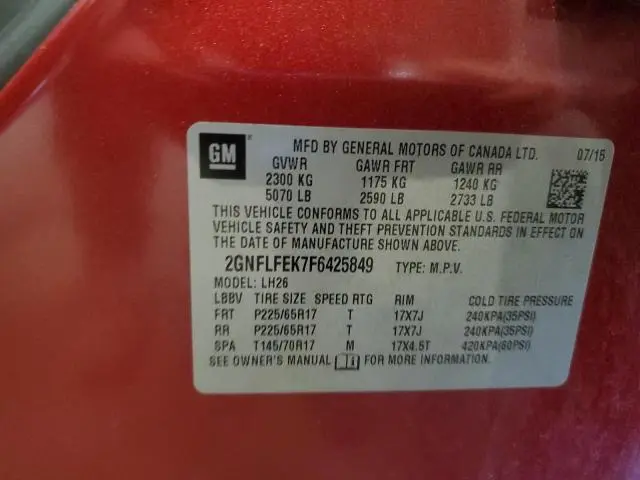 GM
MFD BY GENERAL MOTORS OF CANADA LTD. 07/15
GVWR GAWR FRT GAWR RR
2300 KG 1175 KG 1240 KG
5070 LB 2590 LB 2733 LB
THIS VEHICLE CONFORMS TO ALL APPLICABLE U.S. FEDERAL MOTOR
VEHICLE SAFETY AND THEFT PREVENTION STANDARDS IN EFFECT ON
THE DATE OF MANUFACTURE SHOWN ABOVE.
2GNFLFEK7F6425849 TYPE: M.P.V.
MODEL: LH26
LBBV TIRE SIZE SPEED RTG RIM COLD TIRE PRESSURE
FRT P225/65R17 T 17X7J 240KPA(35PSI)
RR P225/65R17 T 17X7J 240KPA(35PSI)
SPA T145/70R17 M 17X4.5T 420KPA(60PSI)
SEE OWNER'S MANUAL FOR MORE INFORMATION.